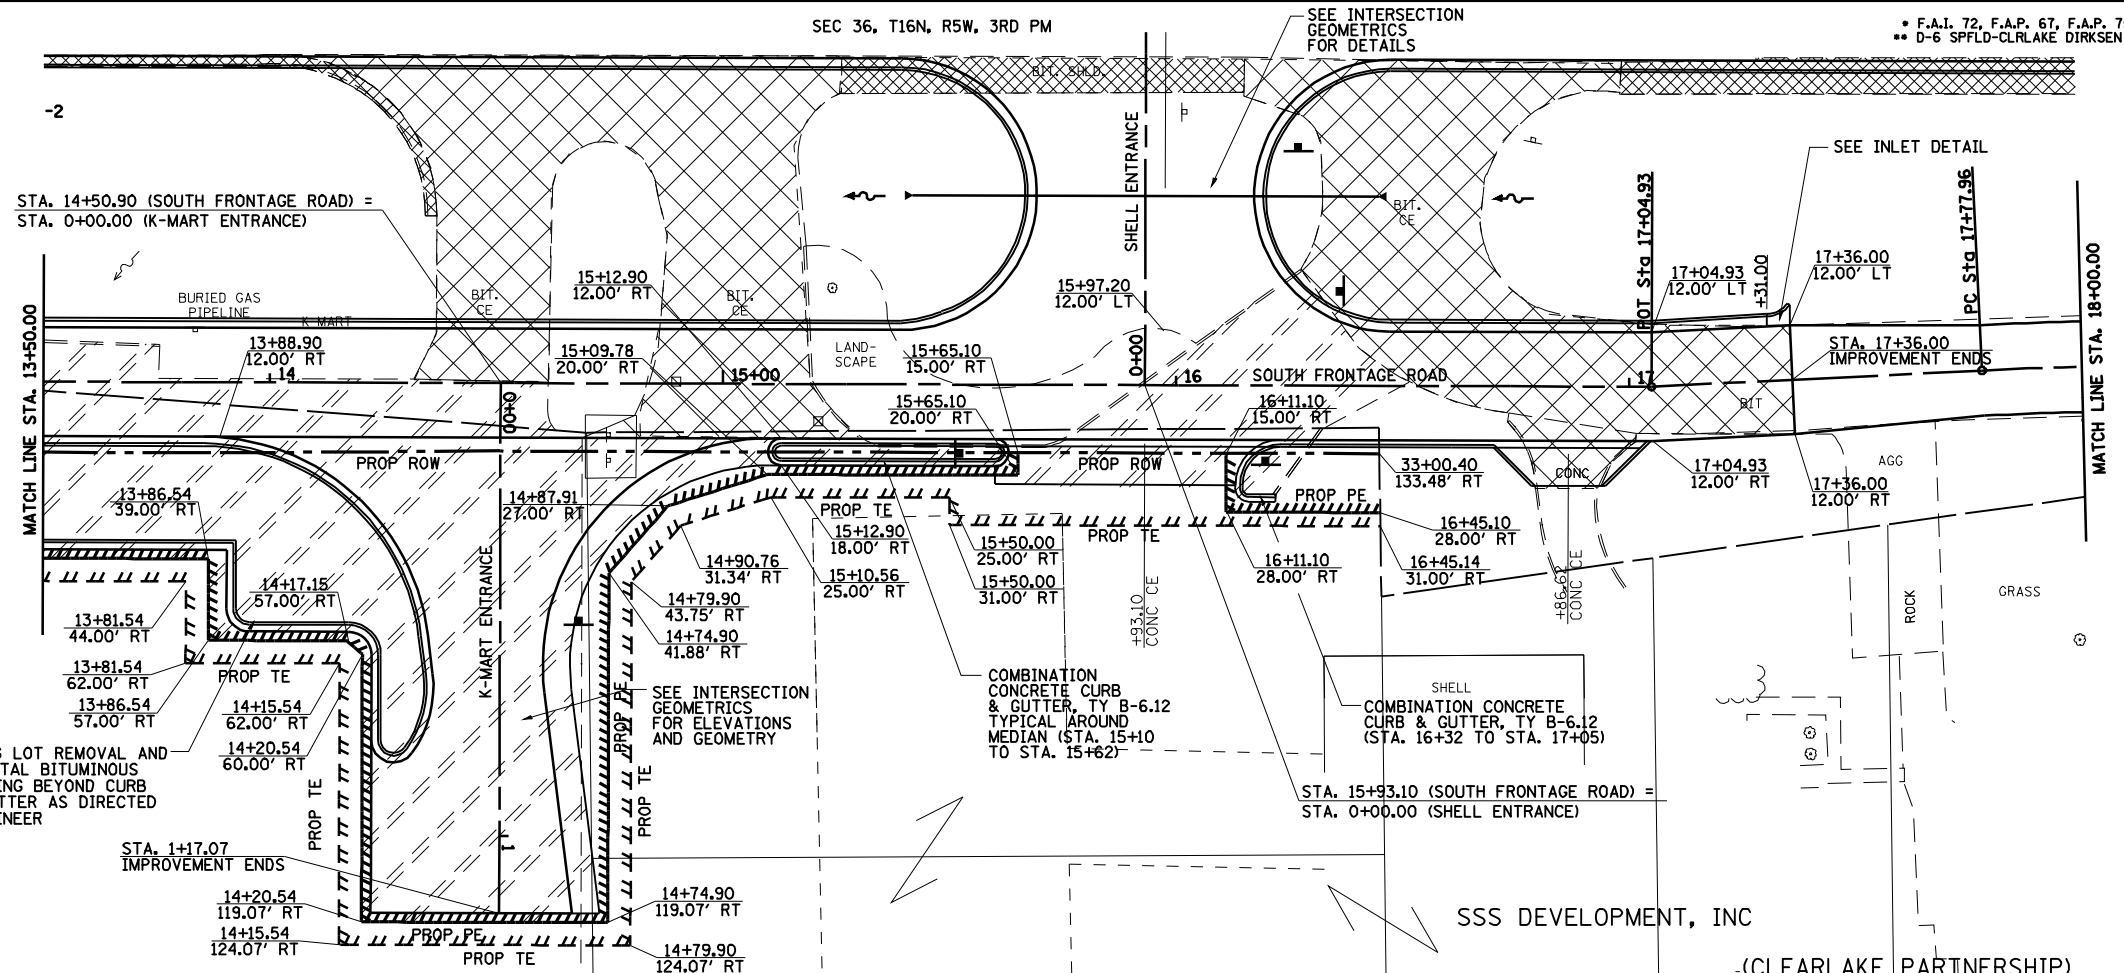 SEC 36, T16N, R5W, 3RD PM
SEE INTERSECTION
GEOMETRICS
FOR DETAILS
* F.A.I. 72, F.A.P. 67, F.A.P.
** D-6 SPFLD-CLRLAKE DIRKSEN
-2
BIT. SHLD.
SHELL ENTRANCE
SEE INLET DETAIL
STA. 14+50.90 (SOUTH FRONTAGE ROAD) =
STA. 0+00.00 (K-MART ENTRANCE)
BIT.
CE
POT Sta 17+04.93
PC Sta 17+77.96
MATCH LINE STA. 13+50.00
MATCH LINE STA. 18+00.00
BURIED GAS
PIPELINE
K-MART
BIT.
CE
BIT.
CE
15+12.90
12.00' RT
15+97.20
12.00' LT
17+04.93
12.00' LT
+31.00
17+36.00
12.00' LT
13+88.90
12.00' RT
14
15+09.78
20.00' RT
15+00
LAND-
SCAPE
15+65.10
15.00' RT
0+00
16
SOUTH FRONTAGE ROAD
17
STA. 17+36.00
IMPROVEMENT ENDS
BIT
0+00
15+65.10
20.00' RT
16+11.10
15.00' RT
PROP ROW
PROP ROW
33+00.40
133.48' RT
CONC
17+04.93
12.00' RT
AGG
17+36.00
12.00' RT
13+86.54
39.00' RT
14+87.91
27.00' RT
PROP TE
PROP PE
PROP TE
15+12.90
18.00' RT
15+50.00
25.00' RT
16+11.10
28.00' RT
16+45.10
28.00' RT
14+90.76
31.34' RT
15+10.56
25.00' RT
15+50.00
31.00' RT
16+45.14
31.00' RT
14+17.15
57.00' RT
14+79.90
43.75' RT
14+74.90
41.88' RT
K-MART ENTRANCE
+93.10
CONC CE
+86.62
CONC CE
ROCK
GRASS
13+81.54
44.00' RT
13+81.54
62.00' RT
13+86.54
57.00' RT
PROP TE
14+15.54
62.00' RT
14+20.54
60.00' RT
SEE INTERSECTION
GEOMETRICS
FOR ELEVATIONS
AND GEOMETRY
PROP PE
PROP TE
PROP TE
COMBINATION
CONCRETE CURB
& GUTTER, TY B-6.12
TYPICAL AROUND
MEDIAN (STA. 15+10
TO STA. 15+62)
SHELL
COMBINATION CONCRETE
CURB & GUTTER, TY B-6.12
(STA. 16+32 TO STA. 17+05)
S LOT REMOVAL AND
TAL BITUMINOUS
ING BEYOND CURB
TTER AS DIRECTED
ENEER
STA. 15+93.10 (SOUTH FRONTAGE ROAD) =
STA. 0+00.00 (SHELL ENTRANCE)
STA. 1+17.07
IMPROVEMENT ENDS
1
14+20.54
119.07' RT
14+15.54
124.07' RT
PROP PE
PROP TE
14+74.90
119.07' RT
14+79.90
124.07' RT
SSS DEVELOPMENT, INC
(CLEARLAKE PARTNERSHIP)